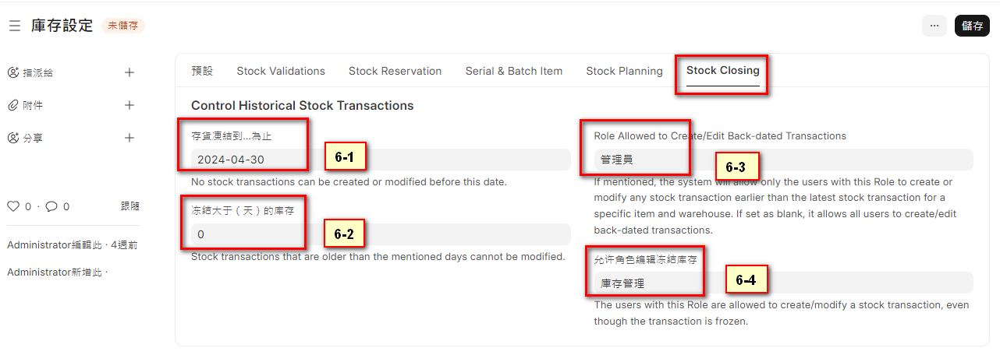 庫存設定 未儲存 ... 儲存
指派給
附件
分享
0 · 0 跟隨
Administrator編輯此 · 4週前
Administrator新增此 ·
預設 Stock Validations Stock Reservation Serial & Batch Item Stock Planning Stock Closing
Control Historical Stock Transactions
存貨凍結到...為止
2024-04-30
6-1
No stock transactions can be created or modified before this date.
冻结大于（天）的库存
0
6-2
Stock transactions that are older than the mentioned days cannot be modified.
Role Allowed to Create/Edit Back-dated Transactions
管理員
6-3
If mentioned, the system will allow only the users with this Role to create or
modify any stock transaction earlier than the latest stock transaction for a
specific item and warehouse. If set as blank, it allows all users to create/edit
back-dated transactions.
允许角色编辑冻结库存
庫存管理
6-4
The users with this Role are allowed to create/modify a stock transaction, even
though the transaction is frozen.